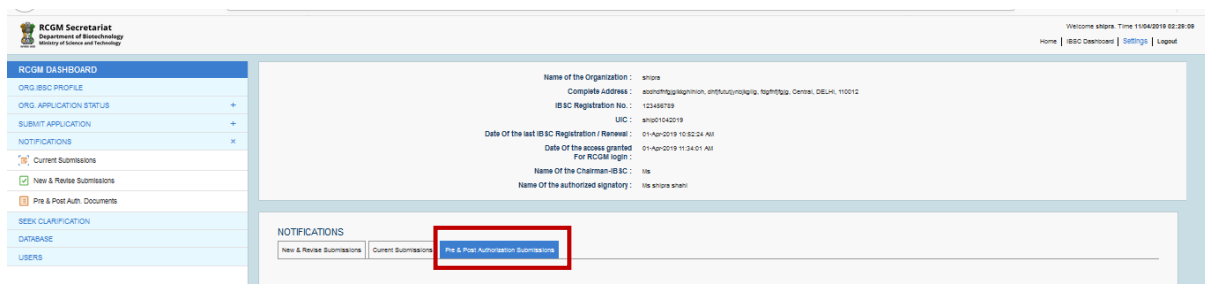 RCGM Secretariat
Department of Biotechnology
Ministry of Science and Technology
Welcome shipra. Time 11/04/2019 02:29:09
Home | IBSC Dashboard | Settings | Logout
RCGM DASHBOARD
ORG.IBSC PROFILE
ORG. APPLICATION STATUS +
SUBMIT APPLICATION +
NOTIFICATIONS ×
Current Submissions
New & Revise Submissions
Pre & Post Auth. Documents
SEEK CLARIFICATION
DATABASE
USERS
Name of the Organization : shipra
Complete Address : Central, DELHI, 110012
IBSC Registration No. : 123456789
UIC : ship01042019
Date Of the last IBSC Registration / Renewal : 01-Apr-2019 10:52:24 AM
Date Of the access granted
For RCGM login : 01-Apr-2019 11:34:01 AM
Name Of the Chairman-IBSC : Ms
Name Of the authorized signatory : Ms shipra shahi
NOTIFICATIONS
New & Revise Submissions
Current Submissions
Pre & Post Authorization Submissions